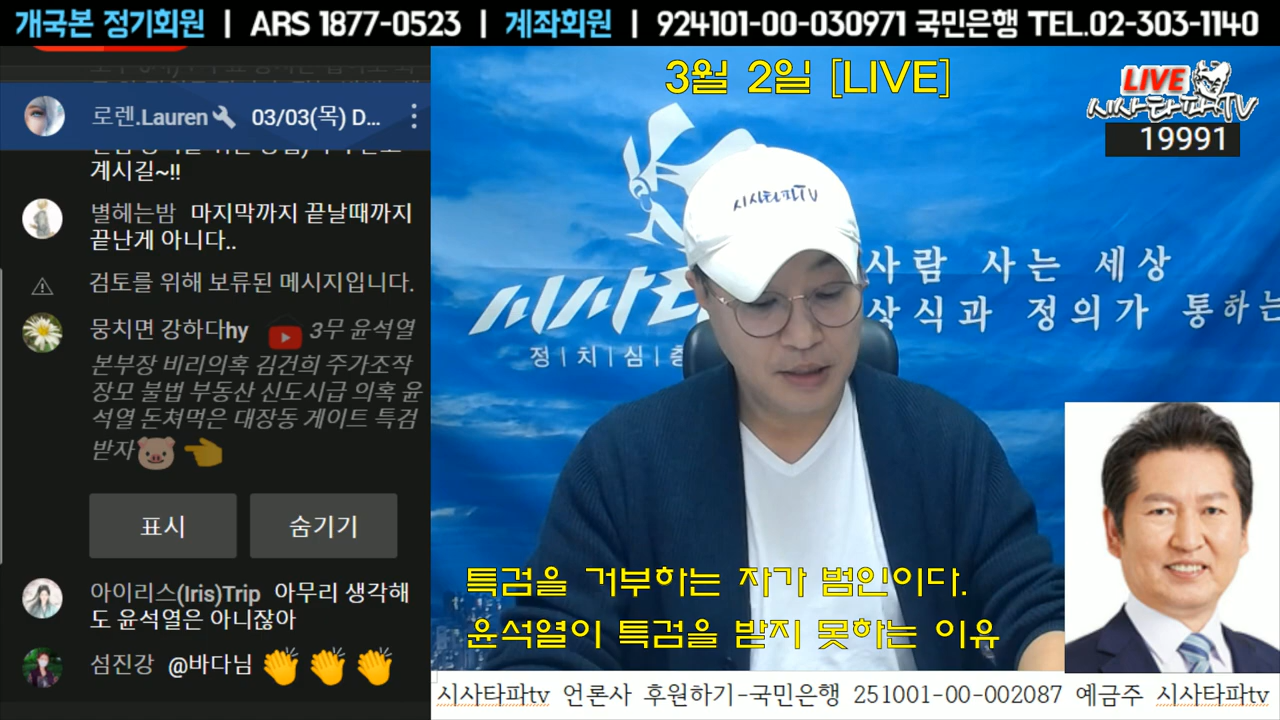 개국본 정기회원 | ARS 1877-0523 | 계좌회원 | 924101-00-030971 국민은행 TEL.02-303-1140
로렌.Lauren 03/03(목) D...
계시길~!!
별헤는밤 마지막까지 끝날때까지
끝난게 아니다..
검토를 위해 보류된 메시지입니다.
뭉치면 강하다hy 3무 윤석열
본부장 비리의혹 김건희 주가조작
장모 불법 부동산 신도시급 의혹 윤
석열 돈쳐먹은 대장동 게이트 특검
받자
표시 숨기기
아이리스(Iris)Trip 아무리 생각해
도 윤석열은 아니잖아
섬진강 @바다님
3월 2일 [LIVE]
LIVE
시사타파TV
19991
시사타파TV
사람 사는 세상
시사타
상식과 정의가 통하는
정|치|심|층
특검을 거부하는 자가 범인이다.
윤석열이 특검을 받지 못하는 이유
시사타파tv 언론사 후원하기-국민은행 251001-00-002087 예금주 시사타파tv